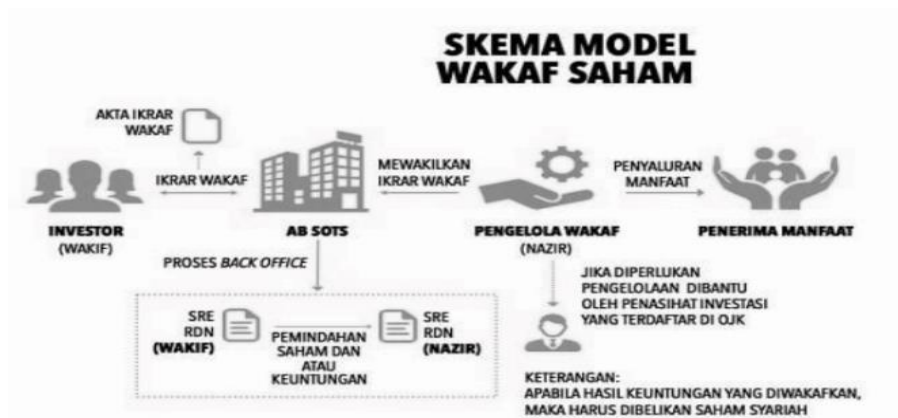 SKEMA MODEL
WAKAF SAHAM
AKTA IKRAR
WAKAF
IKRAR WAKAF
MEWAKILKAN
IKRAR WAKAF
PENYALURAN
MANFAAT
INVESTOR
(WAKIF)
AB SOTS
PENGELOLA WAKAF
(NAZIR)
PENERIMA MANFAAT
PROSES BACK OFFICE
JIKA DIPERLUKAN
PENGELOLAAN DIBANTU
OLEH PENASIHAT INVESTASI
YANG TERDAFTAR DI OJK
SRE
RDN
(WAKIF)
PEMINDAHAN
SAHAM DAN
ATAU
KEUNTUNGAN
SRE
RDN
(NAZIR)
KETERANGAN:
APABILA HASIL KEUNTUNGAN YANG DIWAKAFKAN,
MAKA HARUS DIBELIKAN SAHAM SYARIAH